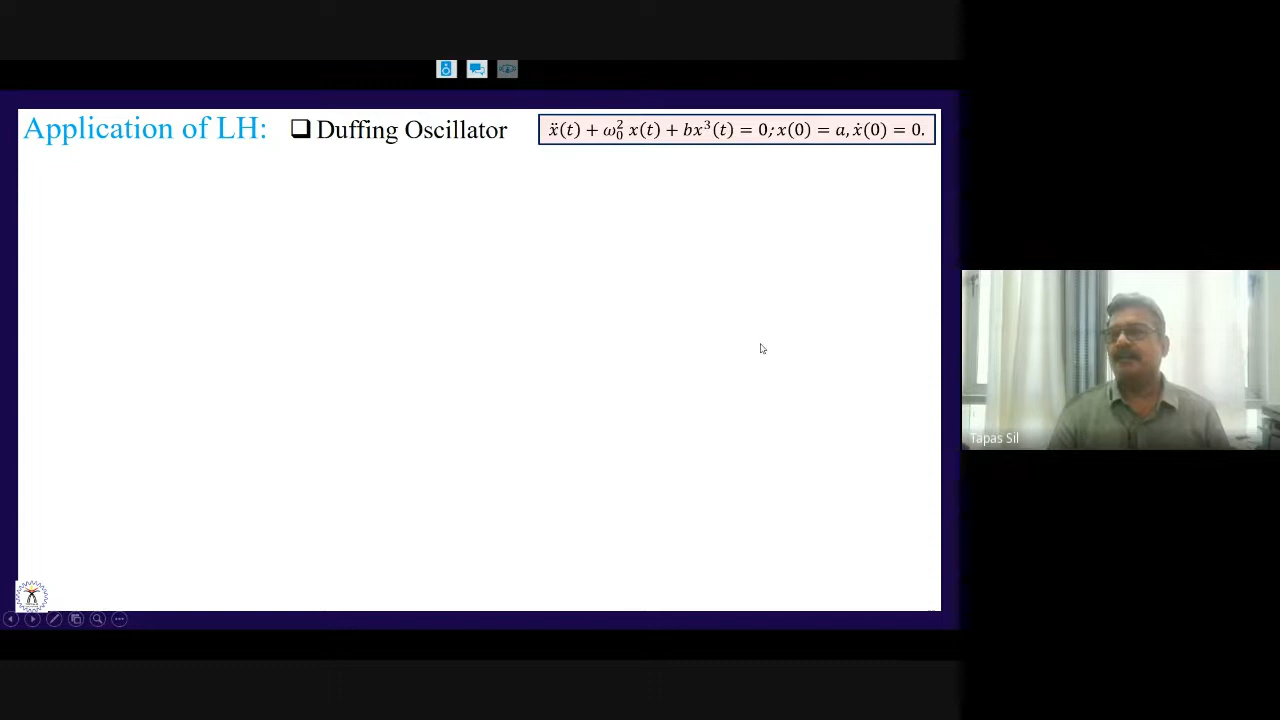 Application of LH: ❑ Duffing Oscillator ẍ(t) + ω₀² x(t) + bx³(t) = 0; x(0) = a, ẋ(0) = 0.
Tapas Sil